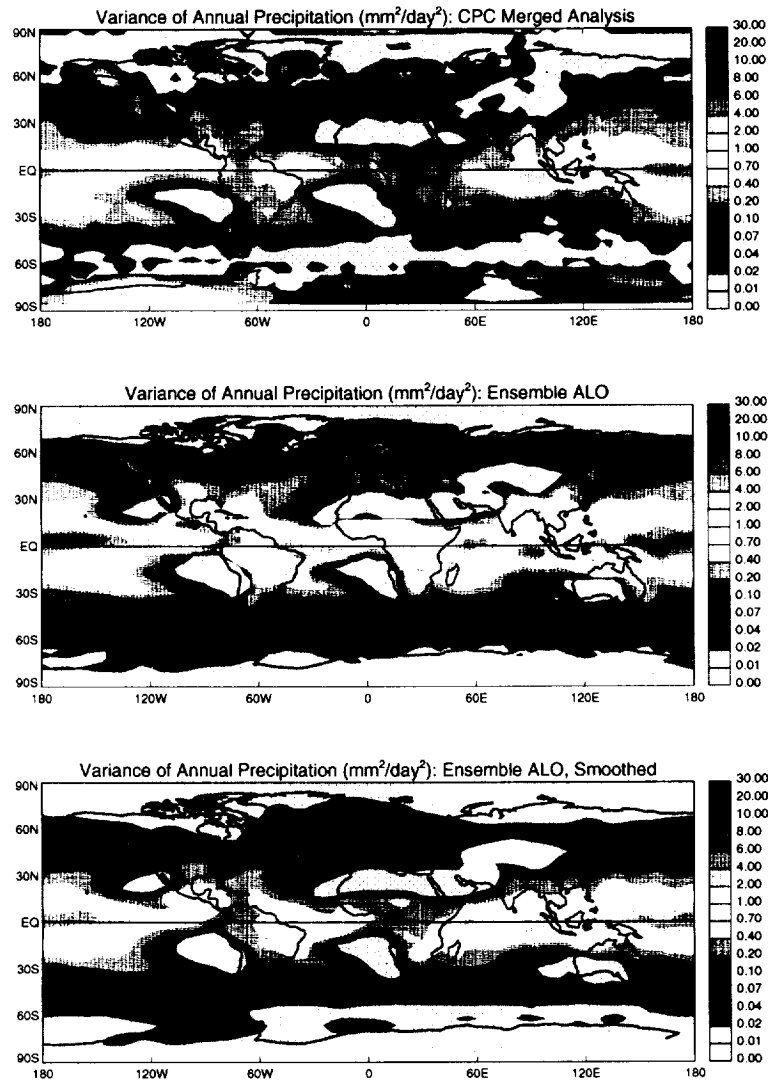 Variance of Annual Precipitation (mm²/day²): CPC Merged Analysis
90N
60N
30N
EQ
30S
60S
90S
180 120W 60W 0 60E 120E 180
30.00
20.00
10.00
8.00
6.00
4.00
2.00
1.00
0.70
0.40
0.20
0.10
0.07
0.04
0.02
0.01
0.00
Variance of Annual Precipitation (mm²/day²): Ensemble ALO
90N
60N
30N
EQ
30S
60S
90S
180 120W 60W 0 60E 120E 180
30.00
20.00
10.00
8.00
6.00
4.00
2.00
1.00
0.70
0.40
0.20
0.10
0.07
0.04
0.02
0.01
0.00
Variance of Annual Precipitation (mm²/day²): Ensemble ALO, Smoothed
90N
60N
30N
EQ
30S
60S
90S
180 120W 60W 0 60E 120E 180
30.00
20.00
10.00
8.00
6.00
4.00
2.00
1.00
0.70
0.40
0.20
0.10
0.07
0.04
0.02
0.01
0.00